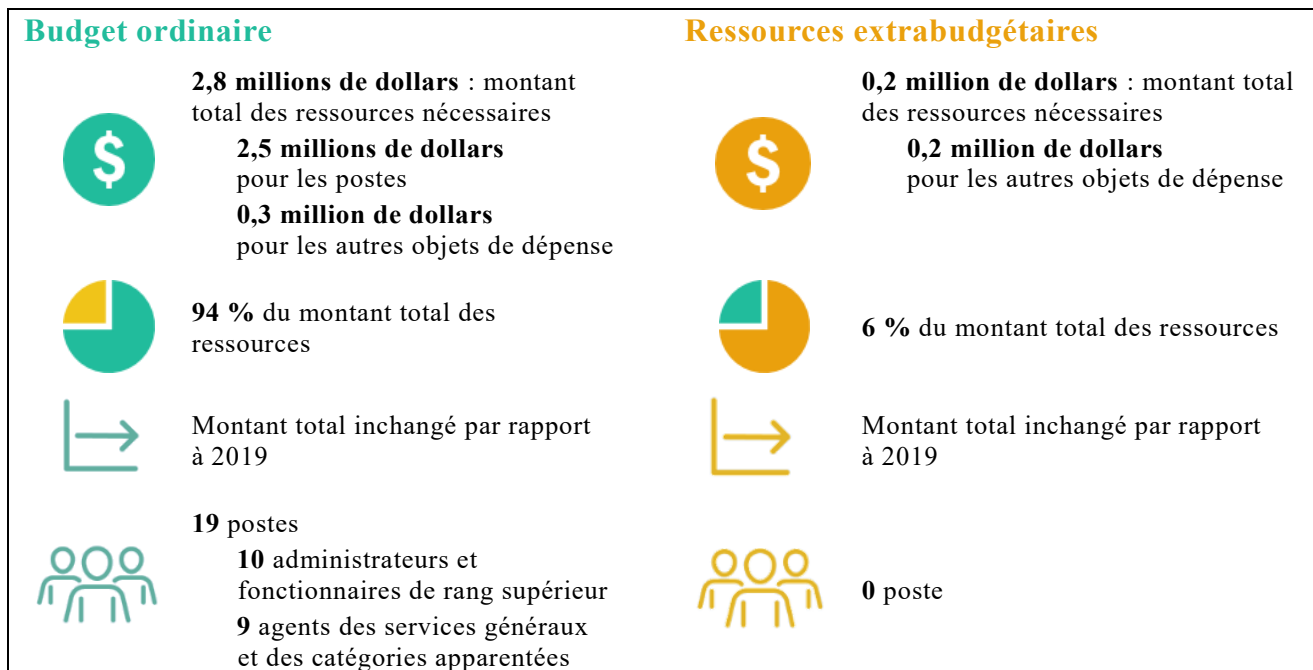 Budget ordinaire
2,8 millions de dollars : montant
total des ressources nécessaires
2,5 millions de dollars
pour les postes
0,3 million de dollars
pour les autres objets de dépense
94 % du montant total des
ressources
Montant total inchangé par rapport
à 2019
19 postes
10 administrateurs et
fonctionnaires de rang supérieur
9 agents des services généraux
et des catégories apparentées
Ressources extrabudgétaires
0,2 million de dollars : montant total
des ressources nécessaires
0,2 million de dollars
pour les autres objets de dépense
6 % du montant total des ressources
Montant total inchangé par rapport
à 2019
0 poste